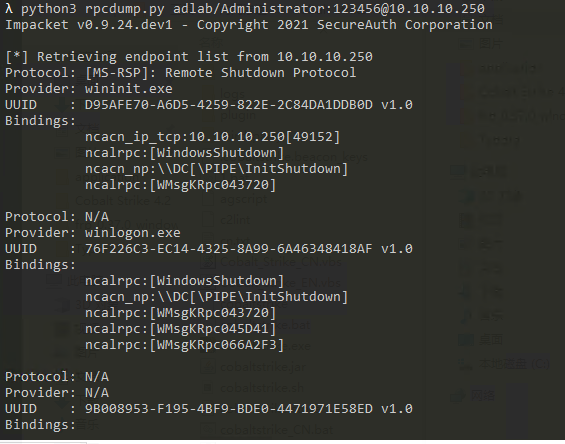 λ python3 rpcdump.py adlab/Administrator:123456@10.10.10.250
Impacket v0.9.24.dev1 - Copyright 2021 SecureAuth Corporation
[*] Retrieving endpoint list from 10.10.10.250
Protocol: [MS-RSP]: Remote Shutdown Protocol
Provider: wininit.exe
UUID    : D95AFE70-A6D5-4259-822E-2C84DA1DDB0D v1.0
Bindings:
          ncacn_ip_tcp:10.10.10.250[49152]
          ncalrpc:[WindowsShutdown]
          ncacn_np:\\DC[\PIPE\InitShutdown]
          ncalrpc:[WMsgKRpc043720]
Protocol: N/A
Provider: winlogon.exe
UUID    : 76F226C3-EC14-4325-8A99-6A46348418AF v1.0
Bindings:
          ncalrpc:[WindowsShutdown]
          ncacn_np:\\DC[\PIPE\InitShutdown]
          ncalrpc:[WMsgKRpc043720]
          ncalrpc:[WMsgKRpc045D41]
          ncalrpc:[WMsgKRpc066A2F3]
Protocol: N/A
Provider: N/A
UUID    : 9B008953-F195-4BF9-BDE0-4471971E58ED v1.0
Bindings: